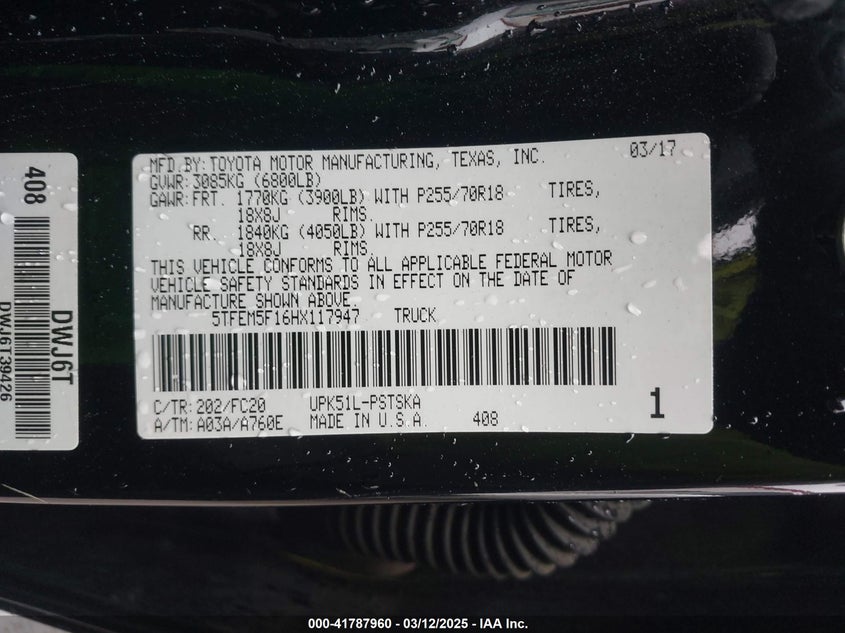 408
DWJ6T
DWJ6T39426
MFD.BY:TOYOTA MOTOR MANUFACTURING, TEXAS, INC. 03/17
GVWR:3085KG (6800LB)
GAWR:FRT. 1770KG (3900LB) WITH P255/70R18 TIRES,
18X8J RIMS.
RR. 1840KG (4050LB) WITH P255/70R18 TIRES,
18X8J RIMS.
THIS VEHICLE CONFORMS TO ALL APPLICABLE FEDERAL MOTOR
VEHICLE SAFETY STANDARDS IN EFFECT ON THE DATE OF
MANUFACTURE SHOWN ABOVE.
5TFEM5F16HX117947 TRUCK
C/TR:202/FC20 UPK51L-PSTSKA
A/TM:A03A/A760E MADE IN U.S.A. 408 1
000-41787960 - 03/12/2025 - IAA Inc.